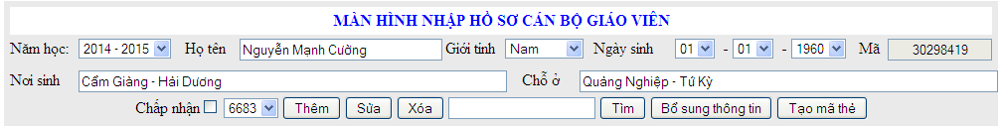 MÀN HÌNH NHẬP HỒ SƠ CÁN BỘ GIÁO VIÊN
Năm học: 2014 - 2015 Họ tên Nguyễn Mạnh Cường Giới tính Nam Ngày sinh 01 - 01 - 1960 Mã 30298419
Nơi sinh Cẩm Giàng - Hải Dương Chỗ ở Quảng Nghiệp - Tứ Kỳ
Chấp nhận 6683 Thêm Sửa Xóa Tìm Bổ sung thông tin Tạo mã thẻ